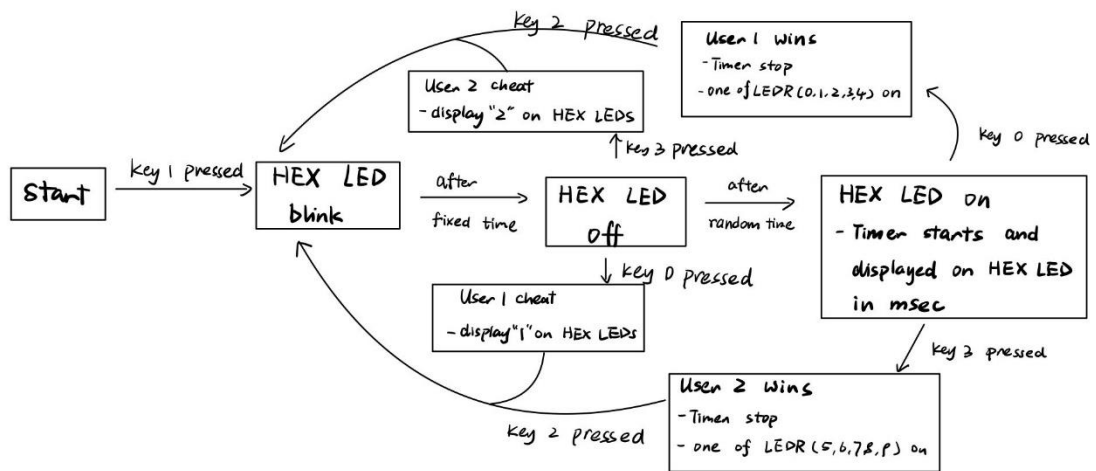 Start
Key 1 pressed
HEX LED
blink
after
fixed time
HEX LED
off
after
random time
HEX LED on
- Timer starts and
displayed on HEX LED
in msec
Key 3 pressed
User 2 cheat
- display "2" on HEX LEDs
Key 0 pressed
User 1 cheat
- display "1" on HEX LEDs
Key 0 pressed
User 1 wins
- Timer stop
- one of LEDR (0,1,2,3,4) on
Key 2 pressed
Key 3 pressed
User 2 wins
- Timer stop
- one of LEDR (5,6,7,8,9) on
Key 2 pressed